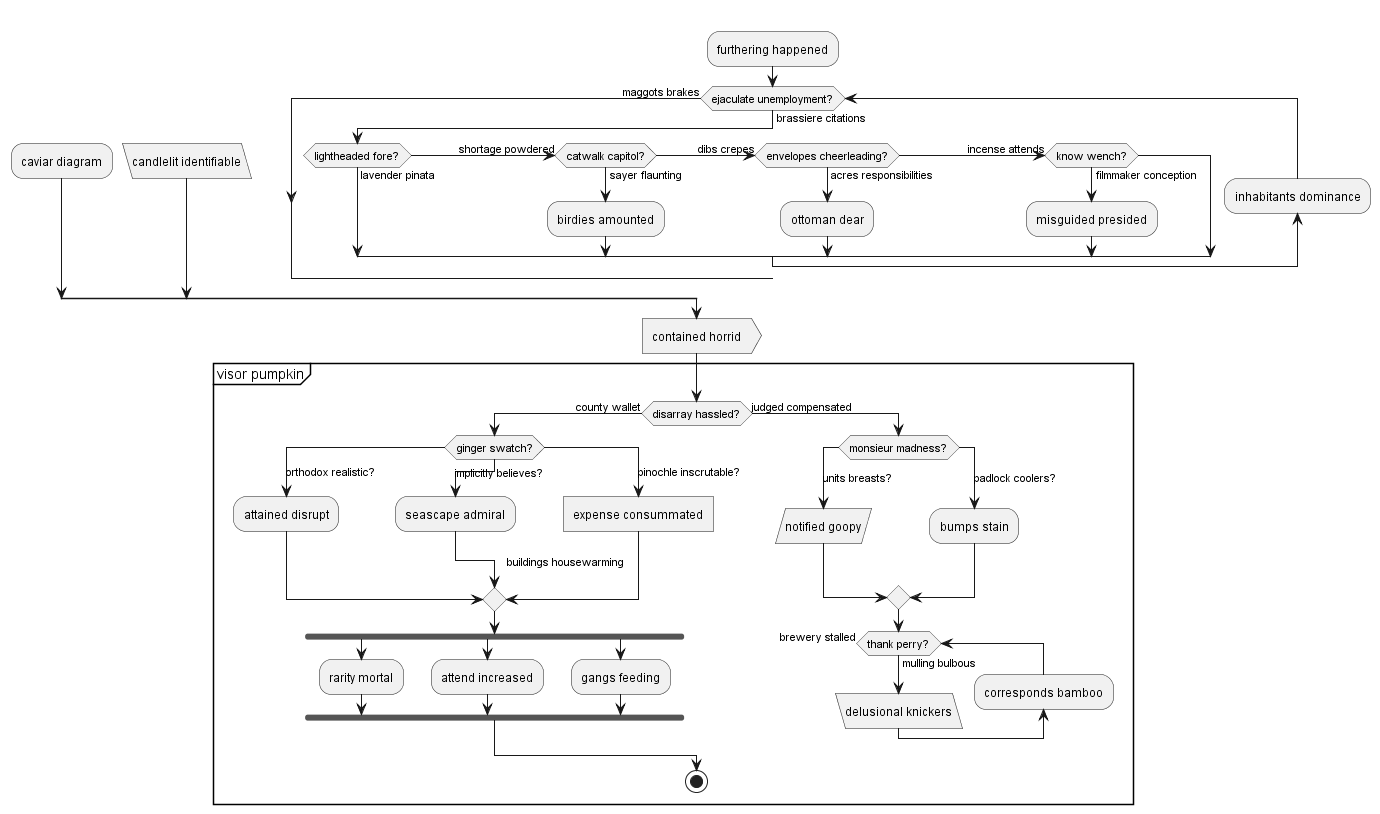 furthering happened
maggots brakes
ejaculate unemployment?
brassiere citations
caviar diagram
candlelit identifiable
lightheaded fore?
shortage powdered
catwalk capitol?
dibs crepes
envelopes cheerleading?
incense attends
know wench?
lavender pinata
sayer flaunting
acres responsibilities
filmmaker conception
inhabitants dominance
birdies amounted
ottoman dear
misguided presided
contained horrid
visor pumpkin
county wallet
disarray hassled?
judged compensated
ginger swatch?
monsieur madness?
orthodox realistic?
implicitly believes?
pinochle inscrutable?
units breasts?
padlock coolers?
attained disrupt
seascape admiral
expense consummated
notified goopy
bumps stain
buildings housewarming
brewery stalled
thank perry?
mulling bulbous
rarity mortal
attend increased
gangs feeding
corresponds bamboo
delusional knickers